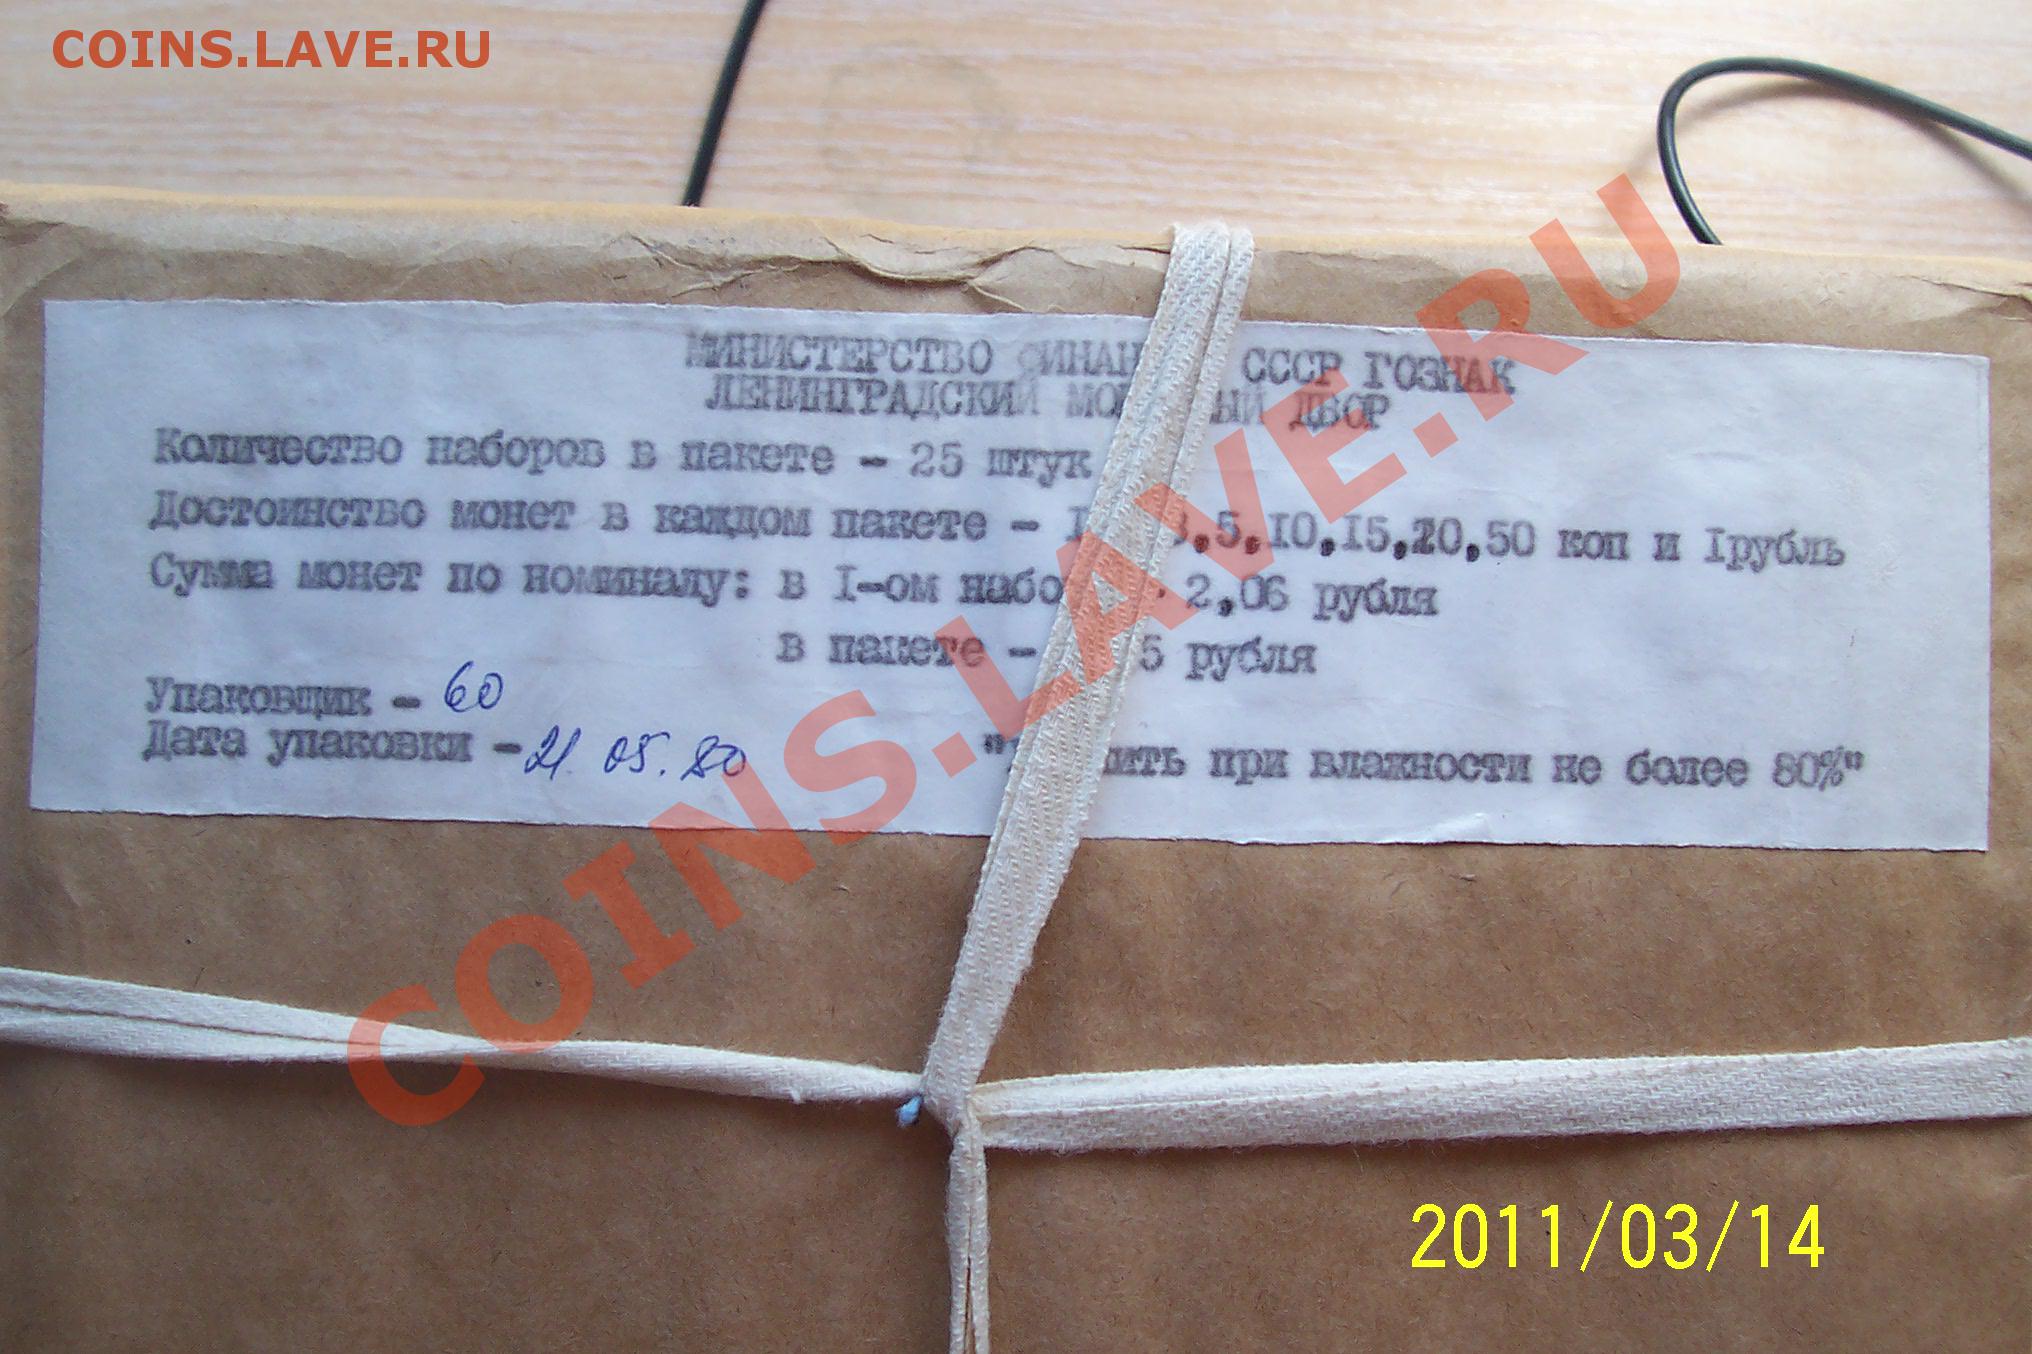 COINS.LAVE.RU
МИНИСТЕРСТВО СССР ГОЗНАК
ЛЕНИНГРАДСКИЙ ДВОР
Количество наборов в пакете - 25 штук
Достоинство монет в каждом пакете - 5,10,15,20,50 коп и Iрубль
Сумма монет по номиналу: в I-ом 2,06 рубля
в пакете - рубля
Упаковщик - 60
Дата упаковки - 21.05.80
при влажности не более 80%"
COINS.LAVE.RU
2011/03/14